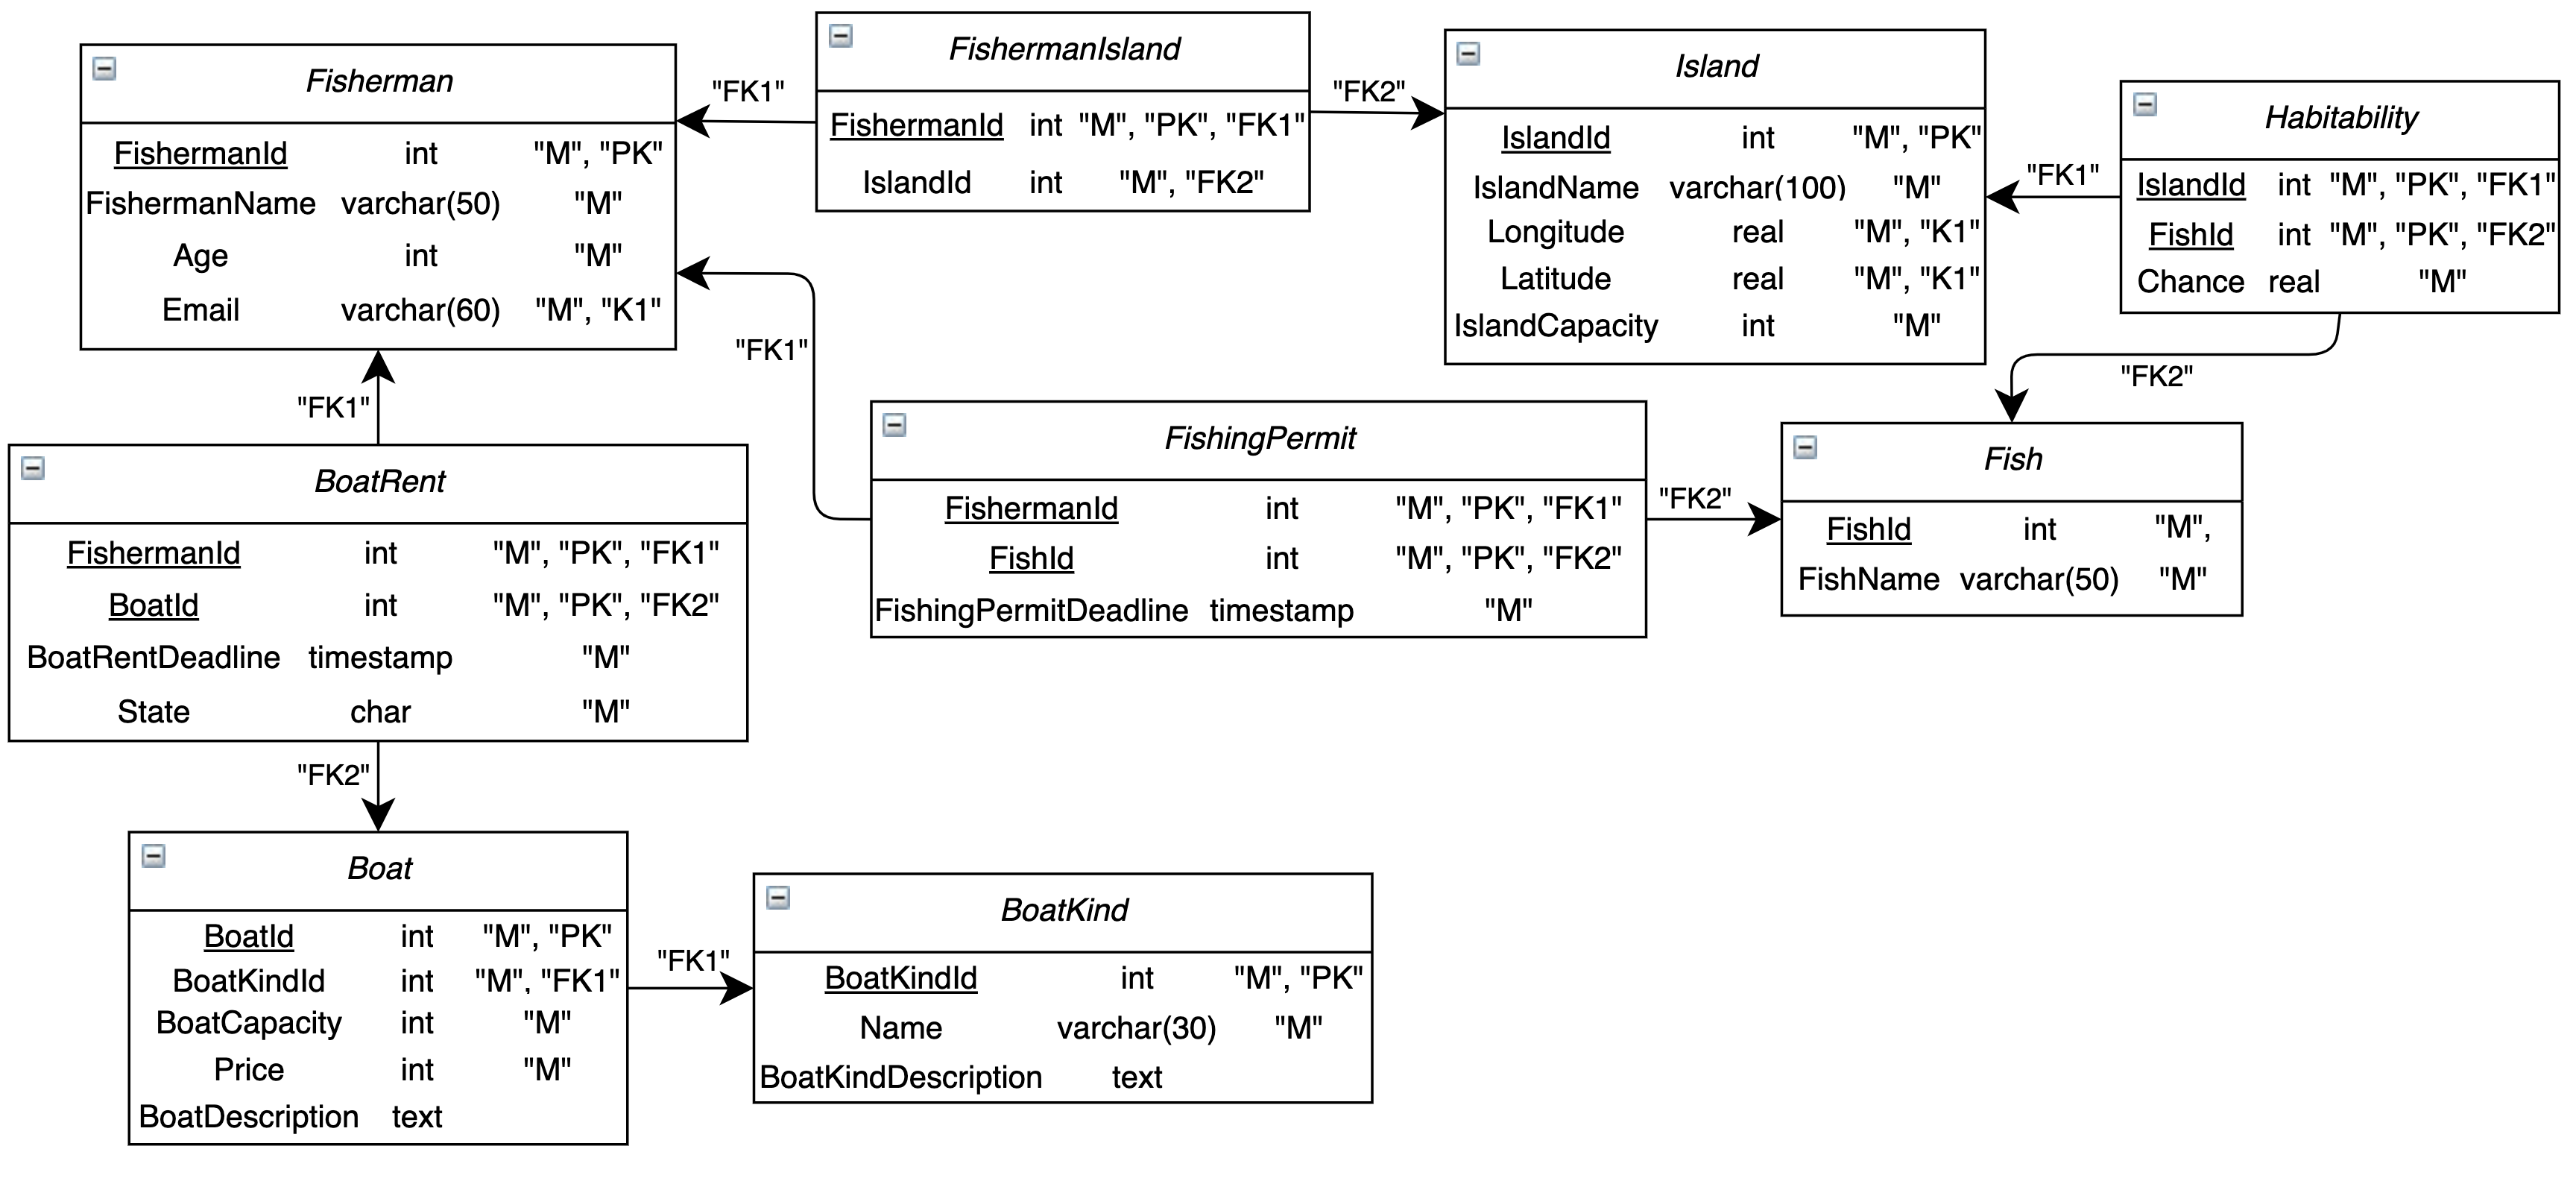 Fisherman
FishermanId int "M", "PK"
FishermanName varchar(50) "M"
Age int "M"
Email varchar(60) "M", "K1"
"FK1"
FishermanIsland
FishermanId int "M", "PK", "FK1"
IslandId int "M", "FK2"
"FK2"
Island
IslandId int "M", "PK"
IslandName varchar(100) "M"
Longitude real "M", "K1"
Latitude real "M", "K1"
IslandCapacity int "M"
"FK1"
Habitability
IslandId int "M", "PK", "FK1"
FishId int "M", "PK", "FK2"
Chance real "M"
"FK2"
"FK1"
"FK1"
BoatRent
FishermanId int "M", "PK", "FK1"
BoatId int "M", "PK", "FK2"
BoatRentDeadline timestamp "M"
State char "M"
FishingPermit
FishermanId int "M", "PK", "FK1"
FishId int "M", "PK", "FK2"
FishingPermitDeadline timestamp "M"
"FK2"
Fish
FishId int "M",
FishName varchar(50) "M"
"FK2"
Boat
BoatId int "M", "PK"
BoatKindId int "M", "FK1"
BoatCapacity int "M"
Price int "M"
BoatDescription text
"FK1"
BoatKind
BoatKindId int "M", "PK"
Name varchar(30) "M"
BoatKindDescription text